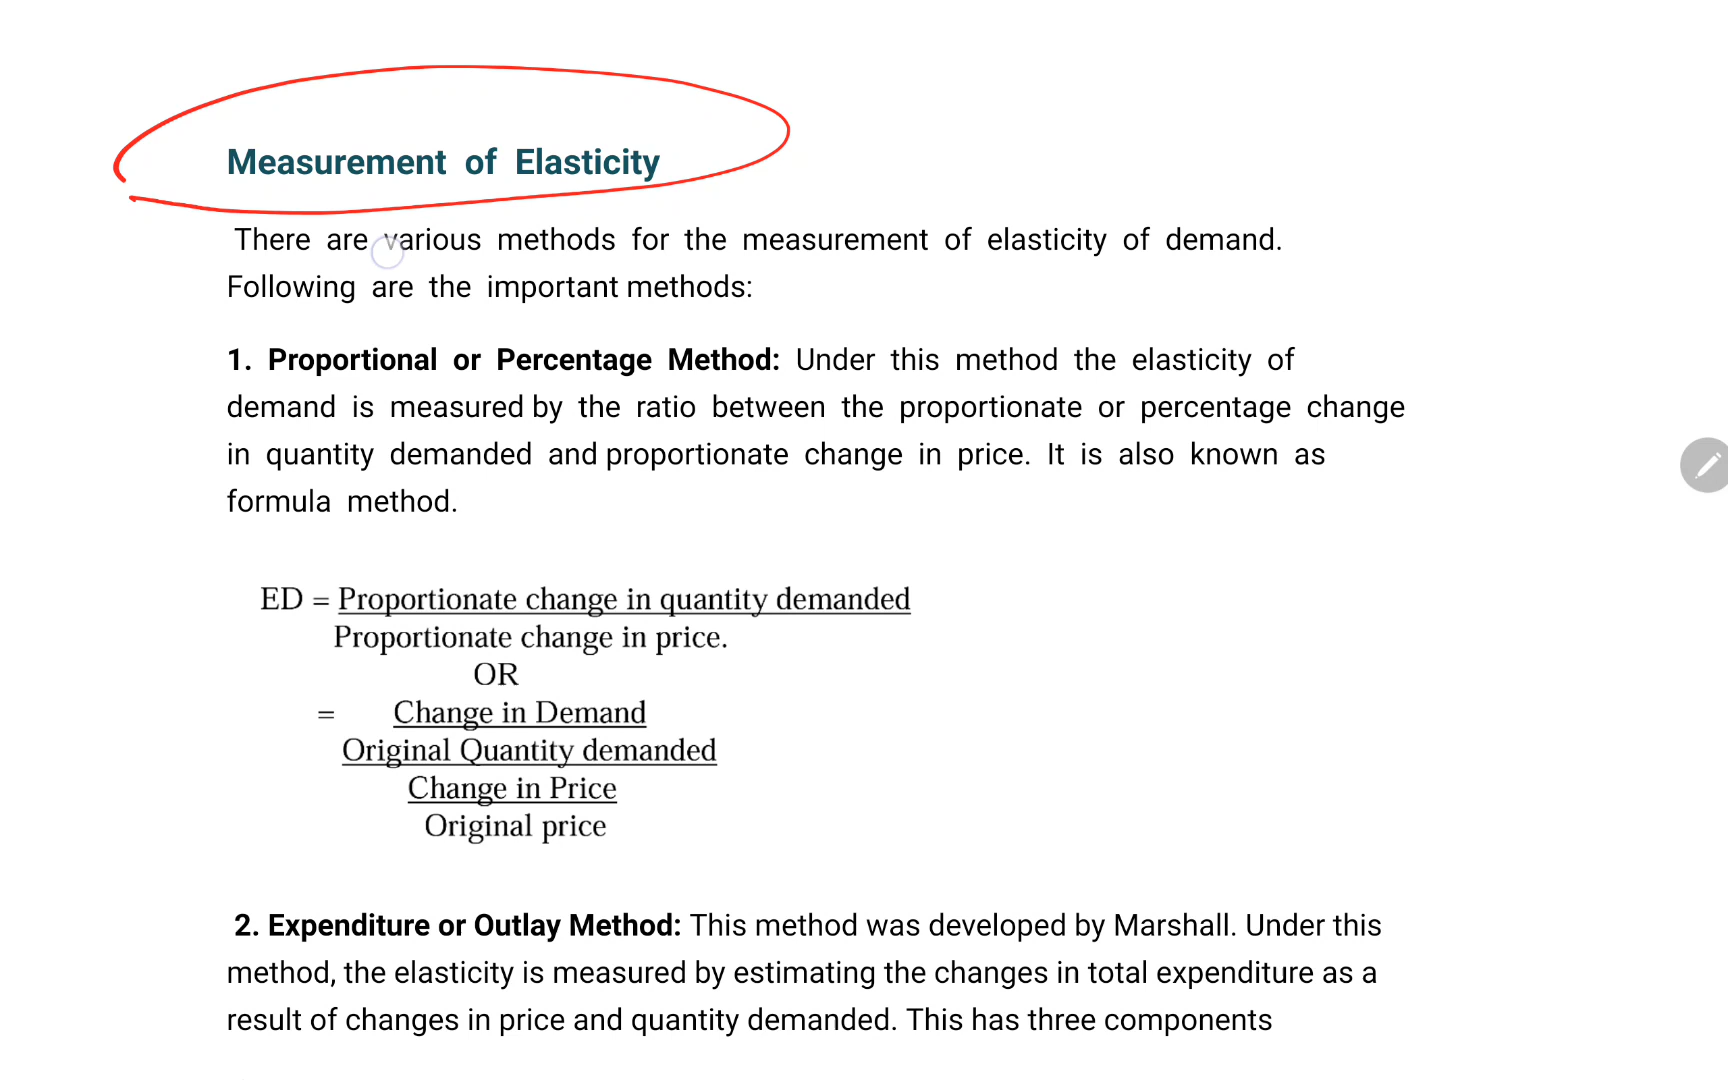 Measurement of Elasticity
There are various methods for the measurement of elasticity of demand.
Following are the important methods:
1. Proportional or Percentage Method: Under this method the elasticity of
demand is measured by the ratio between the proportionate or percentage change
in quantity demanded and proportionate change in price. It is also known as
formula method.
ED = Proportionate change in quantity demanded
Proportionate change in price.
OR
= Change in Demand
Original Quantity demanded
Change in Price
Original price
2. Expenditure or Outlay Method: This method was developed by Marshall. Under this
method, the elasticity is measured by estimating the changes in total expenditure as a
result of changes in price and quantity demanded. This has three components